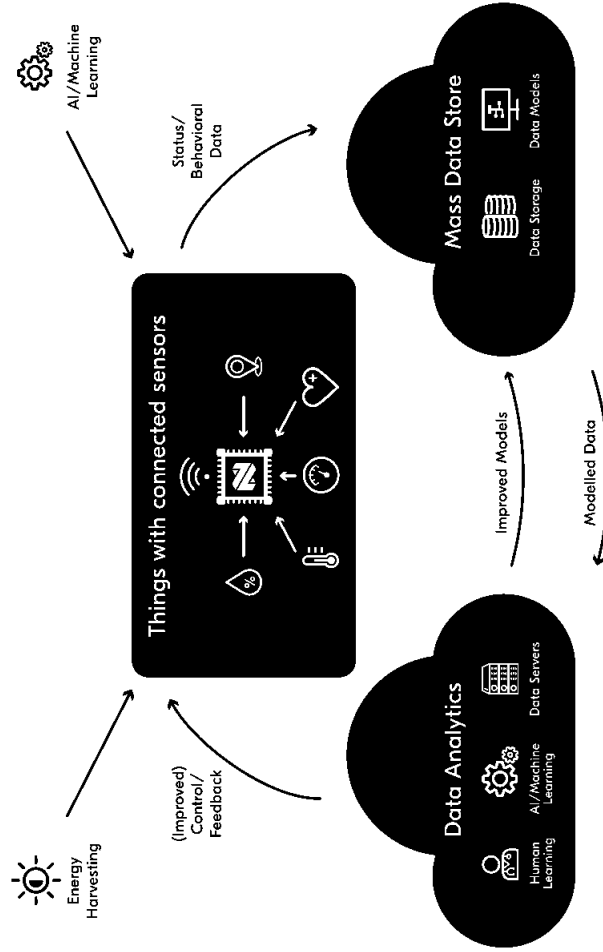 Energy
Harvesting
AI/Machine
Learning
Things with connected sensors
%
(Improved)
Control/
Feedback
Status/
Behavioral
Data
Data Analytics
Human
Learning
AI/Machine
Learning
Data Servers
Improved Models
Modelled Data
Mass Data Store
Data Storage
Data Models